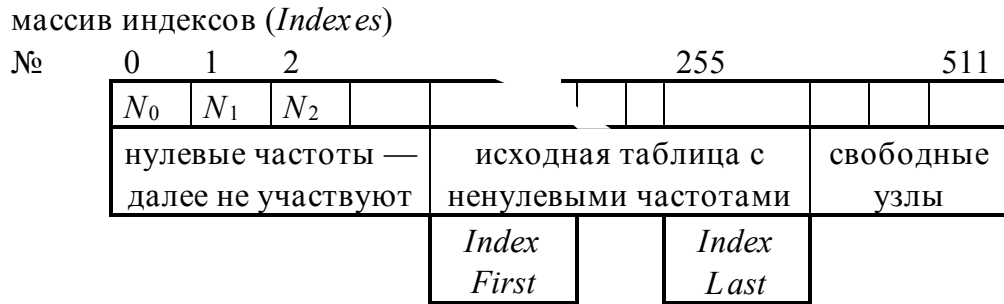 массив индексов (Indexes)
№ 0 1 2 255 511
N0 N1 N2
нулевые частоты — исходная таблица с свободные
далее не участвуют ненулевыми частотами узлы
Index Index
First Last